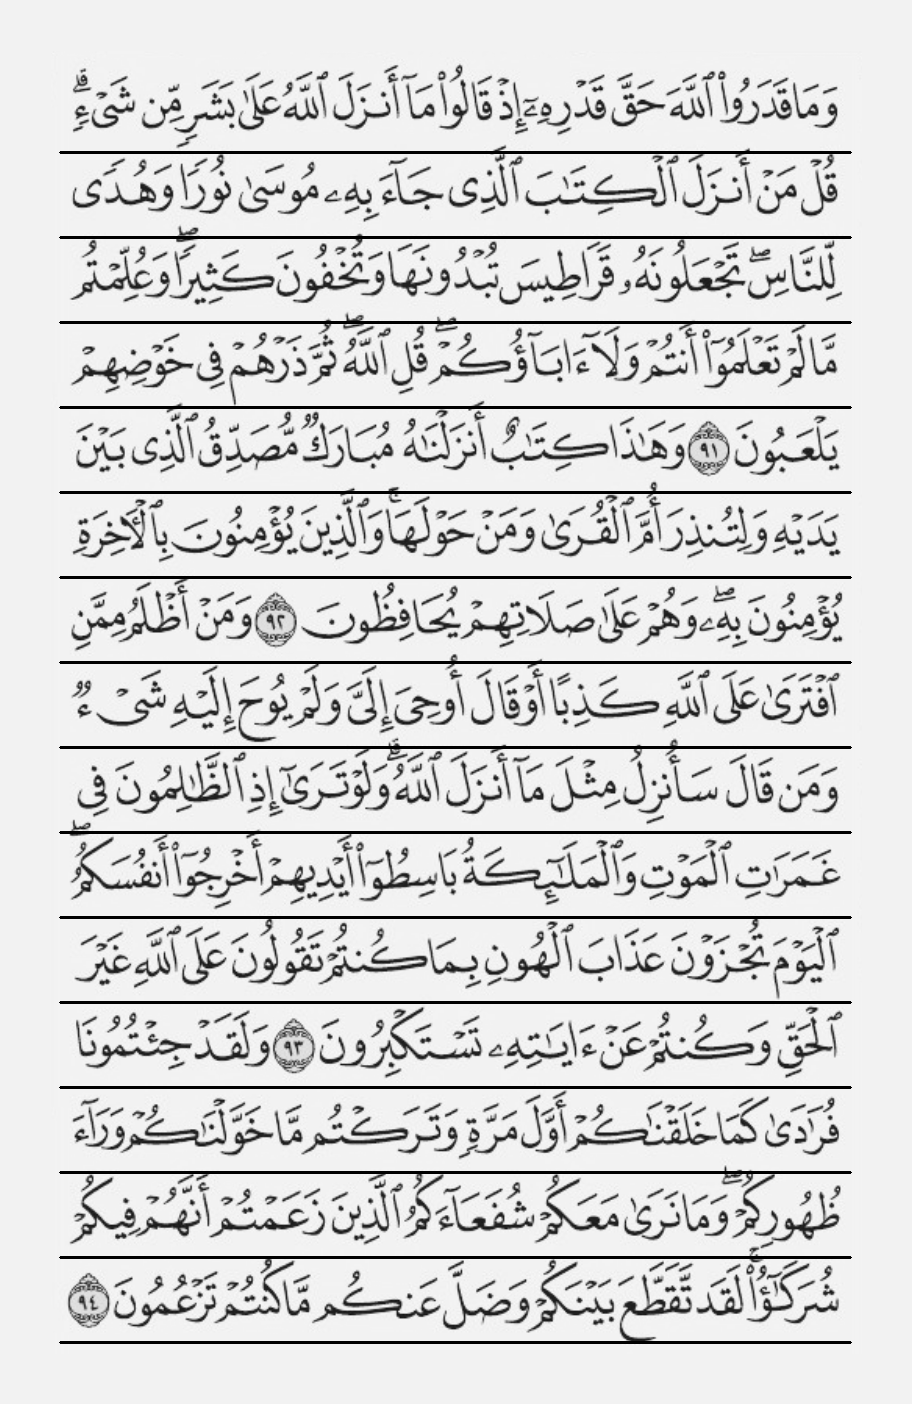 وَمَا قَدَرُوا۟ ٱللَّهَ حَقَّ قَدْرِهِۦٓ إِذْ قَالُوا۟ مَآ أَنزَلَ ٱللَّهُ عَلَىٰ بَشَرٍ مِّن شَىْءٍ ۗ
قُلْ مَنْ أَنزَلَ ٱلْكِتَـٰبَ ٱلَّذِى جَآءَ بِهِۦ مُوسَىٰ نُورًا وَهُدًى
لِّلنَّاسِ ۖ تَجْعَلُونَهُۥ قَرَاطِيسَ تُبْدُونَهَا وَتُخْفُونَ كَثِيرًا ۖ وَعُلِّمْتُم
مَّا لَمْ تَعْلَمُوٓا۟ أَنتُمْ وَلَآ ءَابَآؤُكُمْ ۖ قُلِ ٱللَّهُ ۖ ثُمَّ ذَرْهُمْ فِى خَوْضِهِمْ
يَلْعَبُونَ ٩١ وَهَـٰذَا كِتَـٰبٌ أَنزَلْنَـٰهُ مُبَارَكٌ مُّصَدِّقُ ٱلَّذِى بَيْنَ
يَدَيْهِ وَلِتُنذِرَ أُمَّ ٱلْقُرَىٰ وَمَنْ حَوْلَهَا ۚ وَٱلَّذِينَ يُؤْمِنُونَ بِٱلْـَٔاخِرَةِ
يُؤْمِنُونَ بِهِۦ ۖ وَهُمْ عَلَىٰ صَلَاتِهِمْ يُحَافِظُونَ ٩٢ وَمَنْ أَظْلَمُ مِمَّنِ
ٱفْتَرَىٰ عَلَى ٱللَّهِ كَذِبًا أَوْ قَالَ أُوحِىَ إِلَىَّ وَلَمْ يُوحَ إِلَيْهِ شَىْءٌ
وَمَن قَالَ سَأُنزِلُ مِثْلَ مَآ أَنزَلَ ٱللَّهُ ۗ وَلَوْ تَرَىٰٓ إِذِ ٱلظَّـٰلِمُونَ فِى
غَمَرَٰتِ ٱلْمَوْتِ وَٱلْمَلَـٰٓئِكَةُ بَاسِطُوٓا۟ أَيْدِيهِمْ أَخْرِجُوٓا۟ أَنفُسَكُمُ ۖ
ٱلْيَوْمَ تُجْزَوْنَ عَذَابَ ٱلْهُونِ بِمَا كُنتُمْ تَقُولُونَ عَلَى ٱللَّهِ غَيْرَ
ٱلْحَقِّ وَكُنتُمْ عَنْ ءَايَـٰتِهِۦ تَسْتَكْبِرُونَ ٩٣ وَلَقَدْ جِئْتُمُونَا
فُرَٰدَىٰ كَمَا خَلَقْنَـٰكُمْ أَوَّلَ مَرَّةٍ وَتَرَكْتُم مَّا خَوَّلْنَـٰكُمْ وَرَآءَ
ظُهُورِكُمْ ۖ وَمَا نَرَىٰ مَعَكُمْ شُفَعَآءَكُمُ ٱلَّذِينَ زَعَمْتُمْ أَنَّهُمْ فِيكُمْ
شُرَكَـٰٓؤُا۟ ۚ لَقَد تَّقَطَّعَ بَيْنَكُمْ وَضَلَّ عَنكُم مَّا كُنتُمْ تَزْعُمُونَ ٩٤